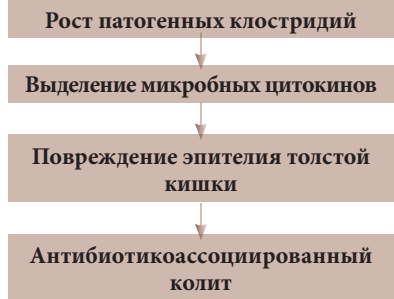 Рост патогенных клостридий
Выделение микробных цитокинов
Повреждение эпителия толстой
кишки
Антибиотикоассоциированный
колит